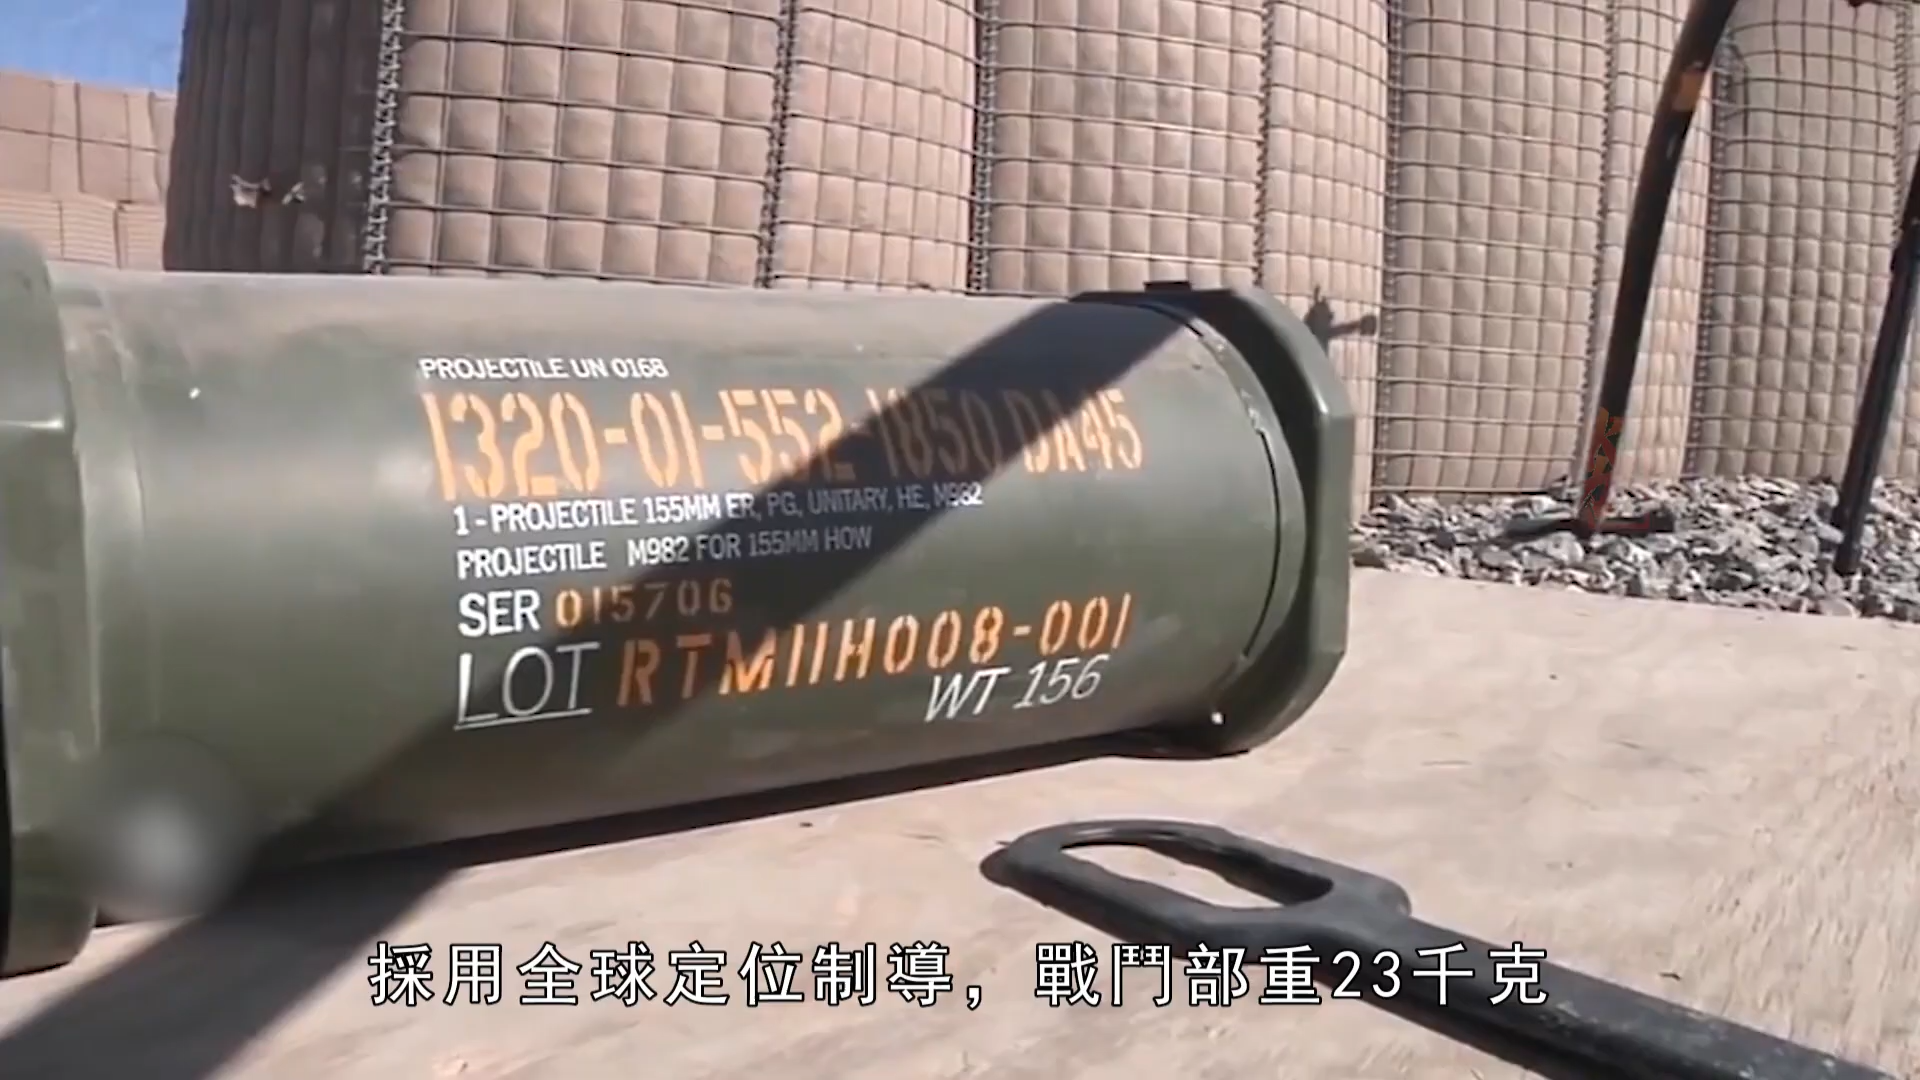 PROJECTILE UN 0168
1320-01-552-1850 DA45
1 - PROJECTILE 155MM ER, PG, UNITARY, HE, M982
PROJECTILE M982 FOR 155MM HOW
SER 015706
LOT RTM11H008-001
WT 156
採用全球定位制導，戰鬥部重23千克